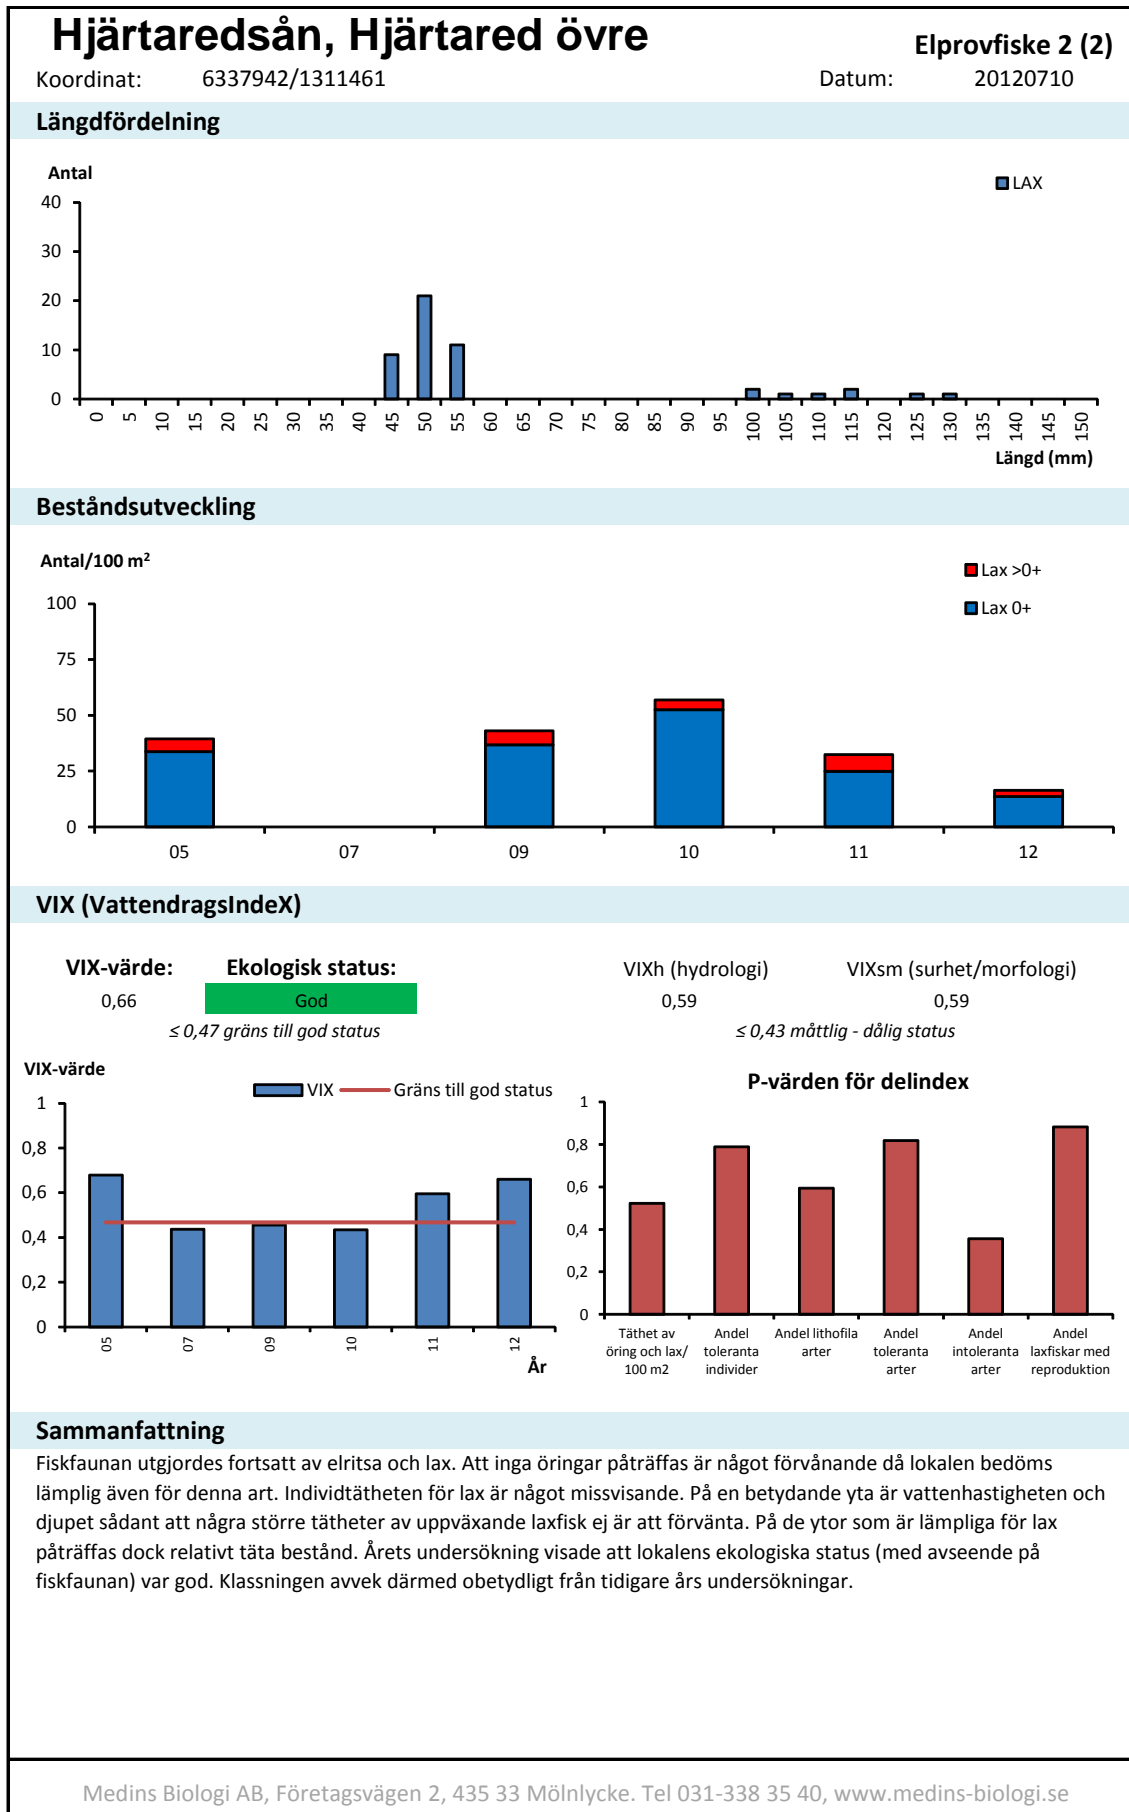 Hjärtaredsån, Hjärtared övre
Elprovfiske 2 (2)
Koordinat: 6337942/1311461 Datum: 20120710
Längdfördelning
Antal
LAX
40
30
20
10
0
0 5 10 15 20 25 30 35 40 45 50 55 60 65 70 75 80 85 90 95 100 105 110 115 120 125 130 135 140 145 150
Längd (mm)
Beståndsutveckling
Antal/100 m²
Lax >0+
Lax 0+
100
75
50
25
0
05 07 09 10 11 12
VIX (VattendragsIndeX)
VIX-värde: Ekologisk status: VIXh (hydrologi) VIXsm (surhet/morfologi)
0,66 God 0,59 0,59
≤ 0,47 gräns till god status ≤ 0,43 måttlig - dålig status
VIX-värde
VIX Gräns till god status
1
0,8
0,6
0,4
0,2
0
05 07 09 10 11 12
År
P-värden för delindex
1
0,8
0,6
0,4
0,2
0
Täthet av öring och lax/ 100 m2
Andel toleranta individer
Andel lithofila arter
Andel toleranta arter
Andel intoleranta arter
Andel laxfiskar med reproduktion
Sammanfattning
Fiskfaunan utgjordes fortsatt av elritsa och lax. Att inga öringar påträffas är något förvånande då lokalen bedöms
lämplig även för denna art. Individtätheten för lax är något missvisande. På en betydande yta är vattenhastigheten och
djupet sådant att några större tätheter av uppväxande laxfisk ej är att förvänta. På de ytor som är lämpliga för lax
påträffas dock relativt täta bestånd. Årets undersökning visade att lokalens ekologiska status (med avseende på
fiskfaunan) var god. Klassningen avvek därmed obetydligt från tidigare års undersökningar.
Medins Biologi AB, Företagsvägen 2, 435 33 Mölnlycke. Tel 031-338 35 40, www.medins-biologi.se